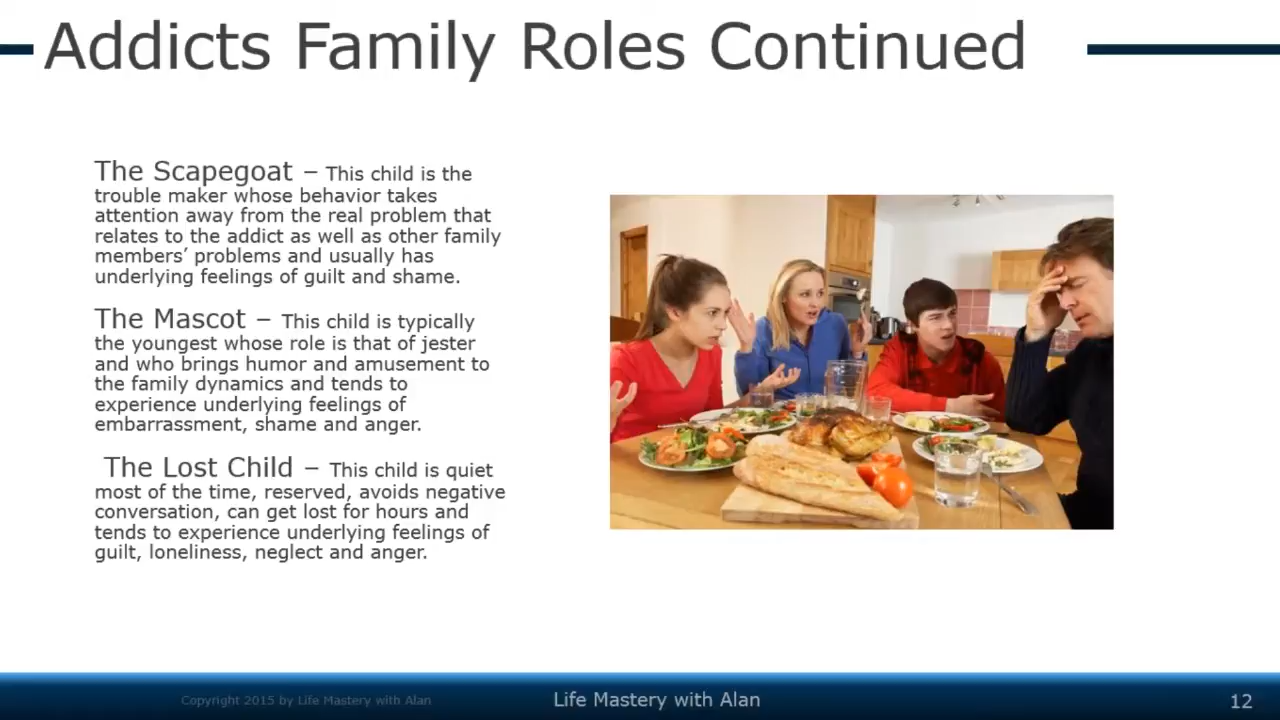 Addicts Family Roles Continued
The Scapegoat – This child is the
trouble maker whose behavior takes
attention away from the real problem that
relates to the addict as well as other family
members’ problems and usually has
underlying feelings of guilt and shame.
The Mascot – This child is typically
the youngest whose role is that of jester
and who brings humor and amusement to
the family dynamics and tends to
experience underlying feelings of
embarrassment, shame and anger.
The Lost Child – This child is quiet
most of the time, reserved, avoids negative
conversation, can get lost for hours and
tends to experience underlying feelings of
guilt, loneliness, neglect and anger.
Copyright 2015 by Life Mastery with Alan
Life Mastery with Alan
12